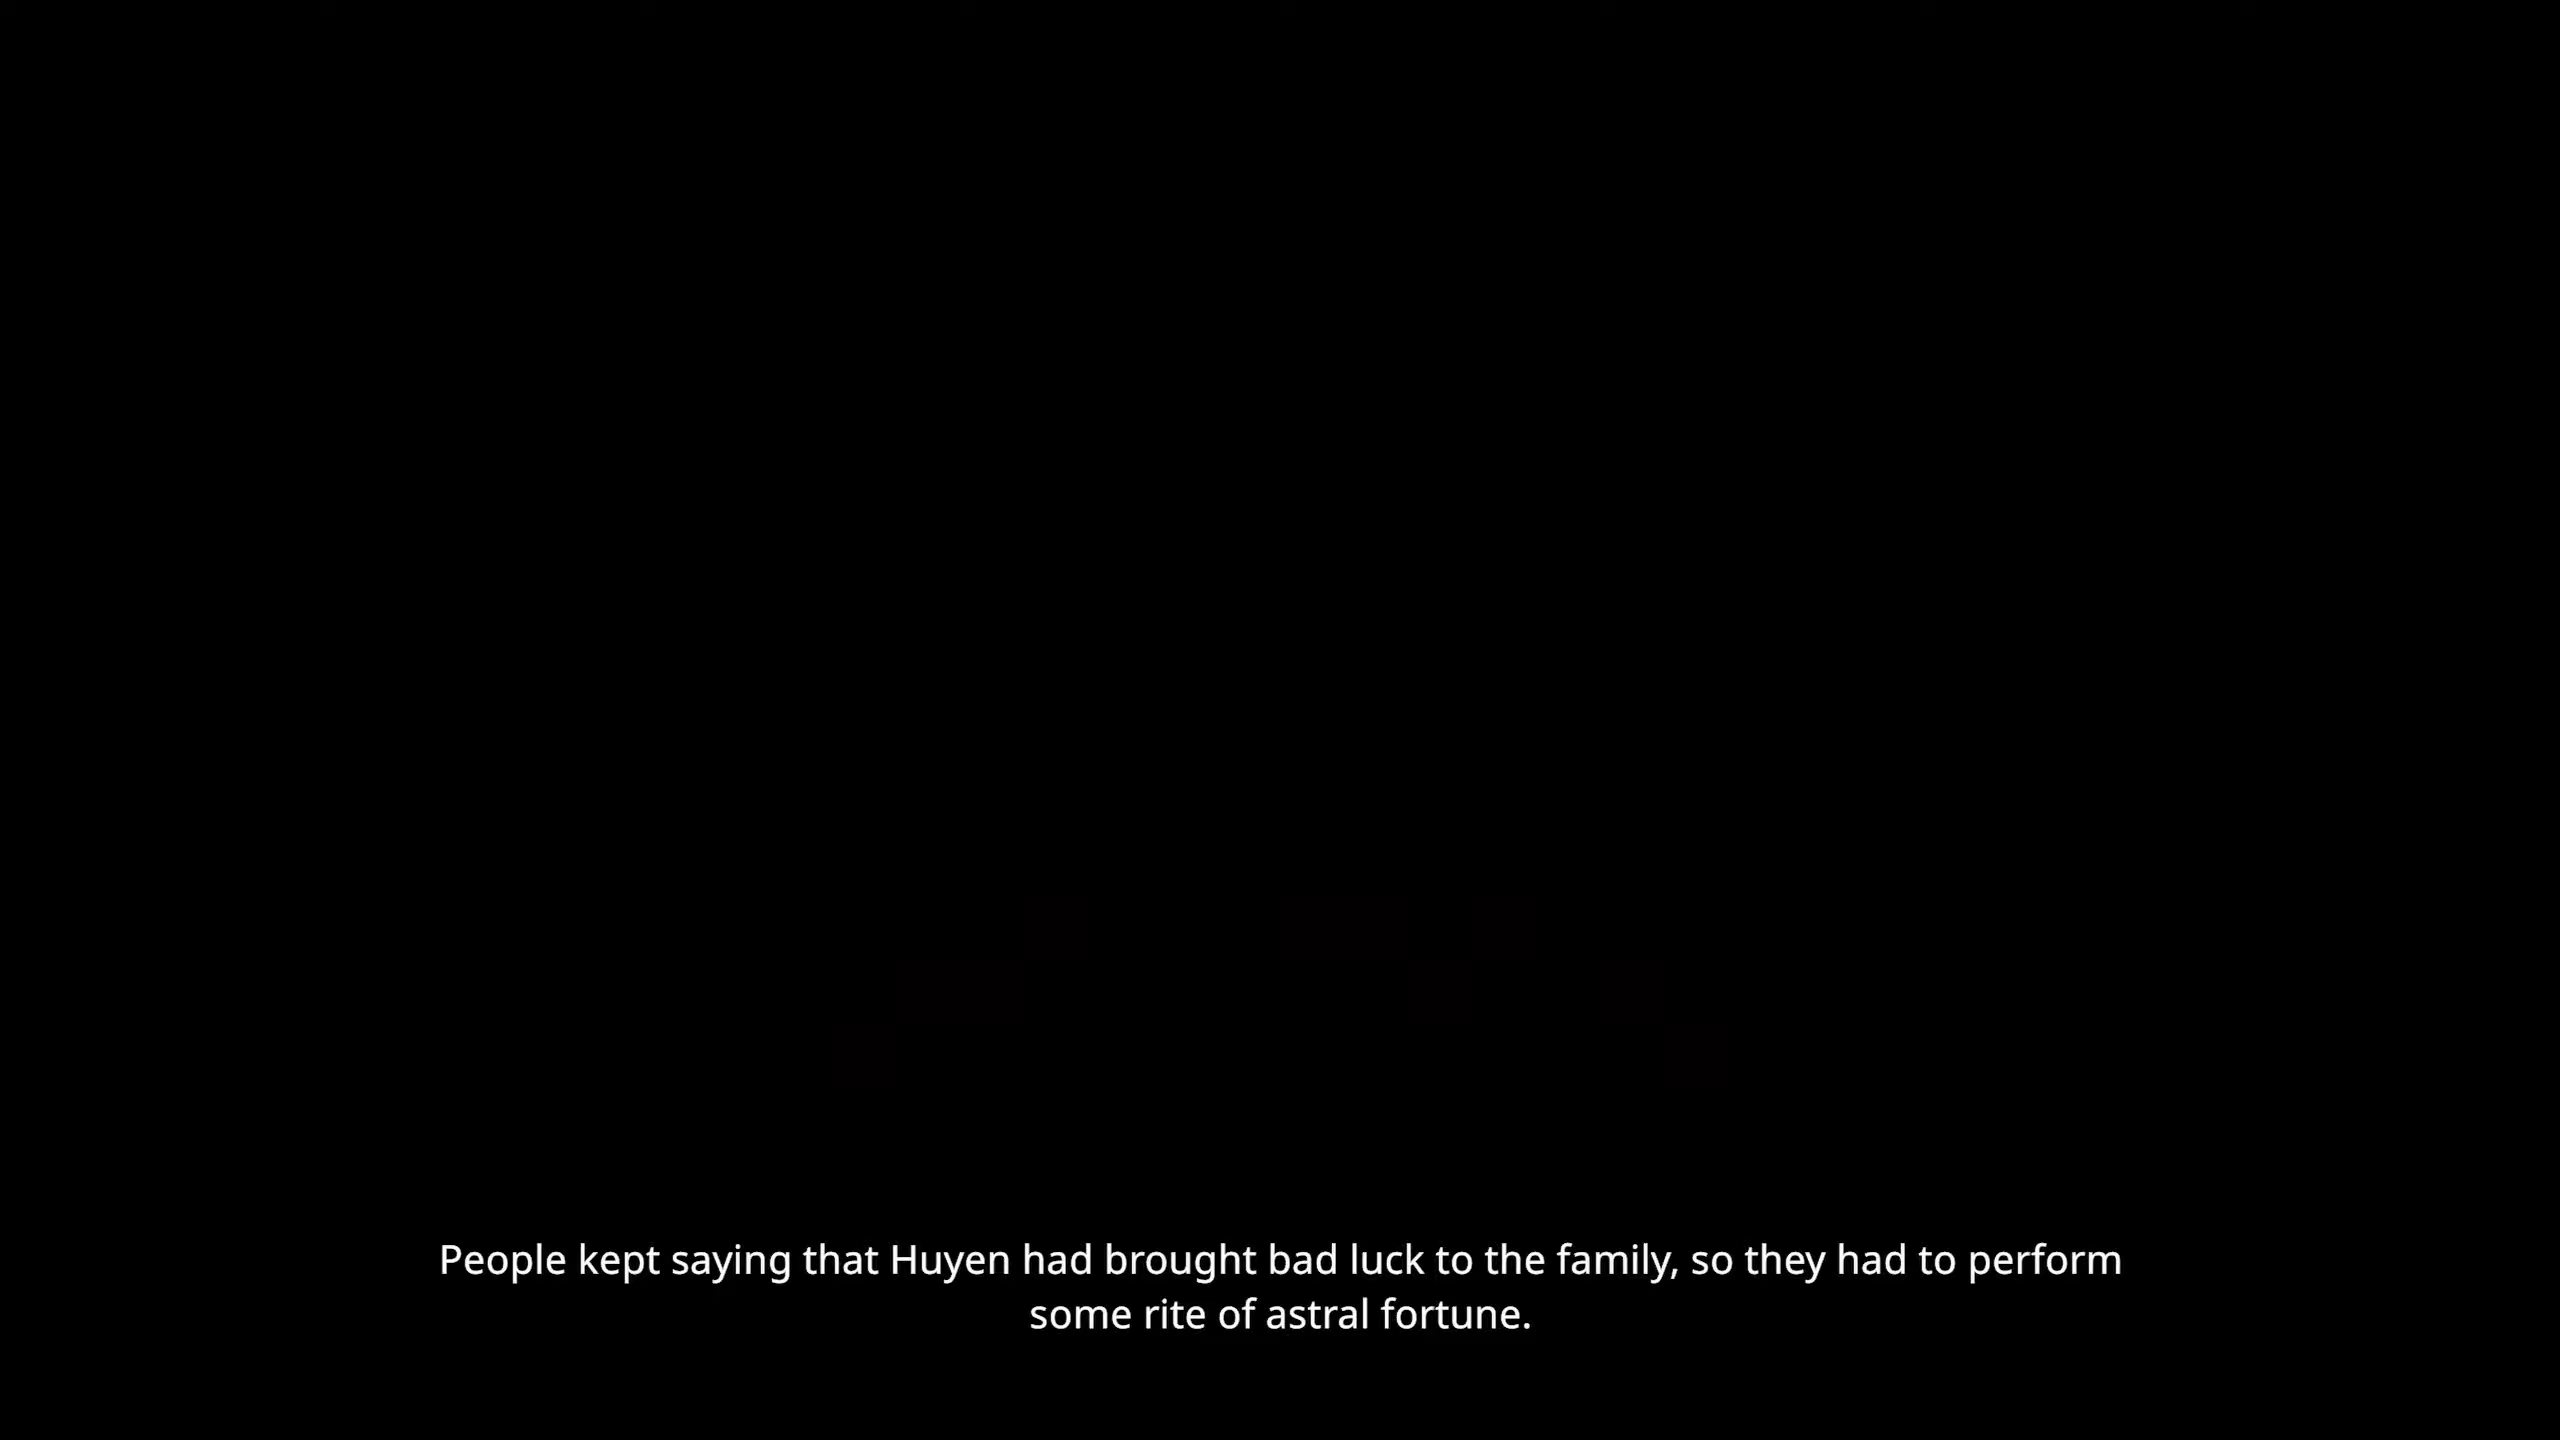 People kept saying that Huyen had brought bad luck to the family, so they had to perform
some rite of astral fortune.